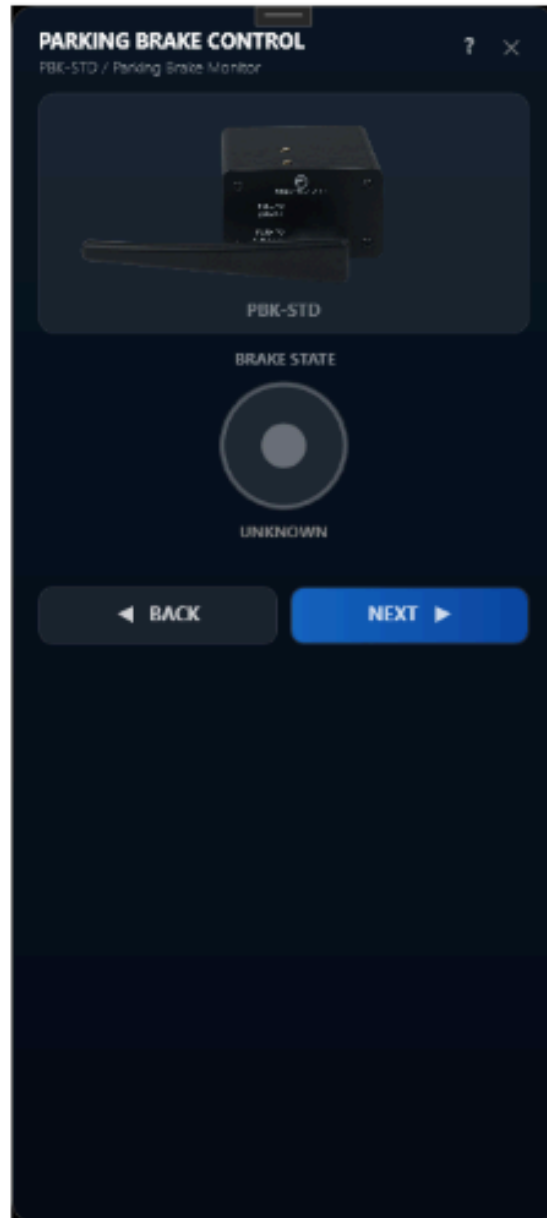 PARKING BRAKE CONTROL
?
PBK-STD / Parking Brake Monitor
PBK-STD
BRAKE STATE
UNKNOWN
◀ BACK
NEXT ▶